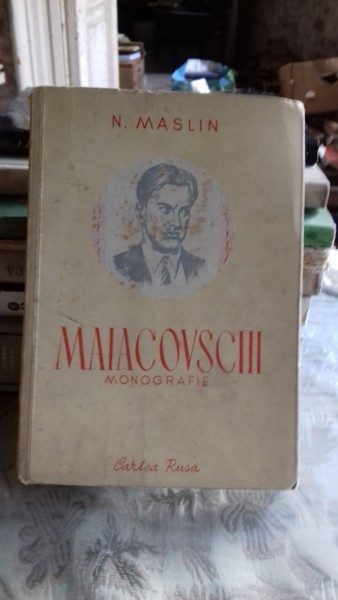 N. MASLIN
MAIACOVSCHI
MONOGRAFIE
Cartea Rusă